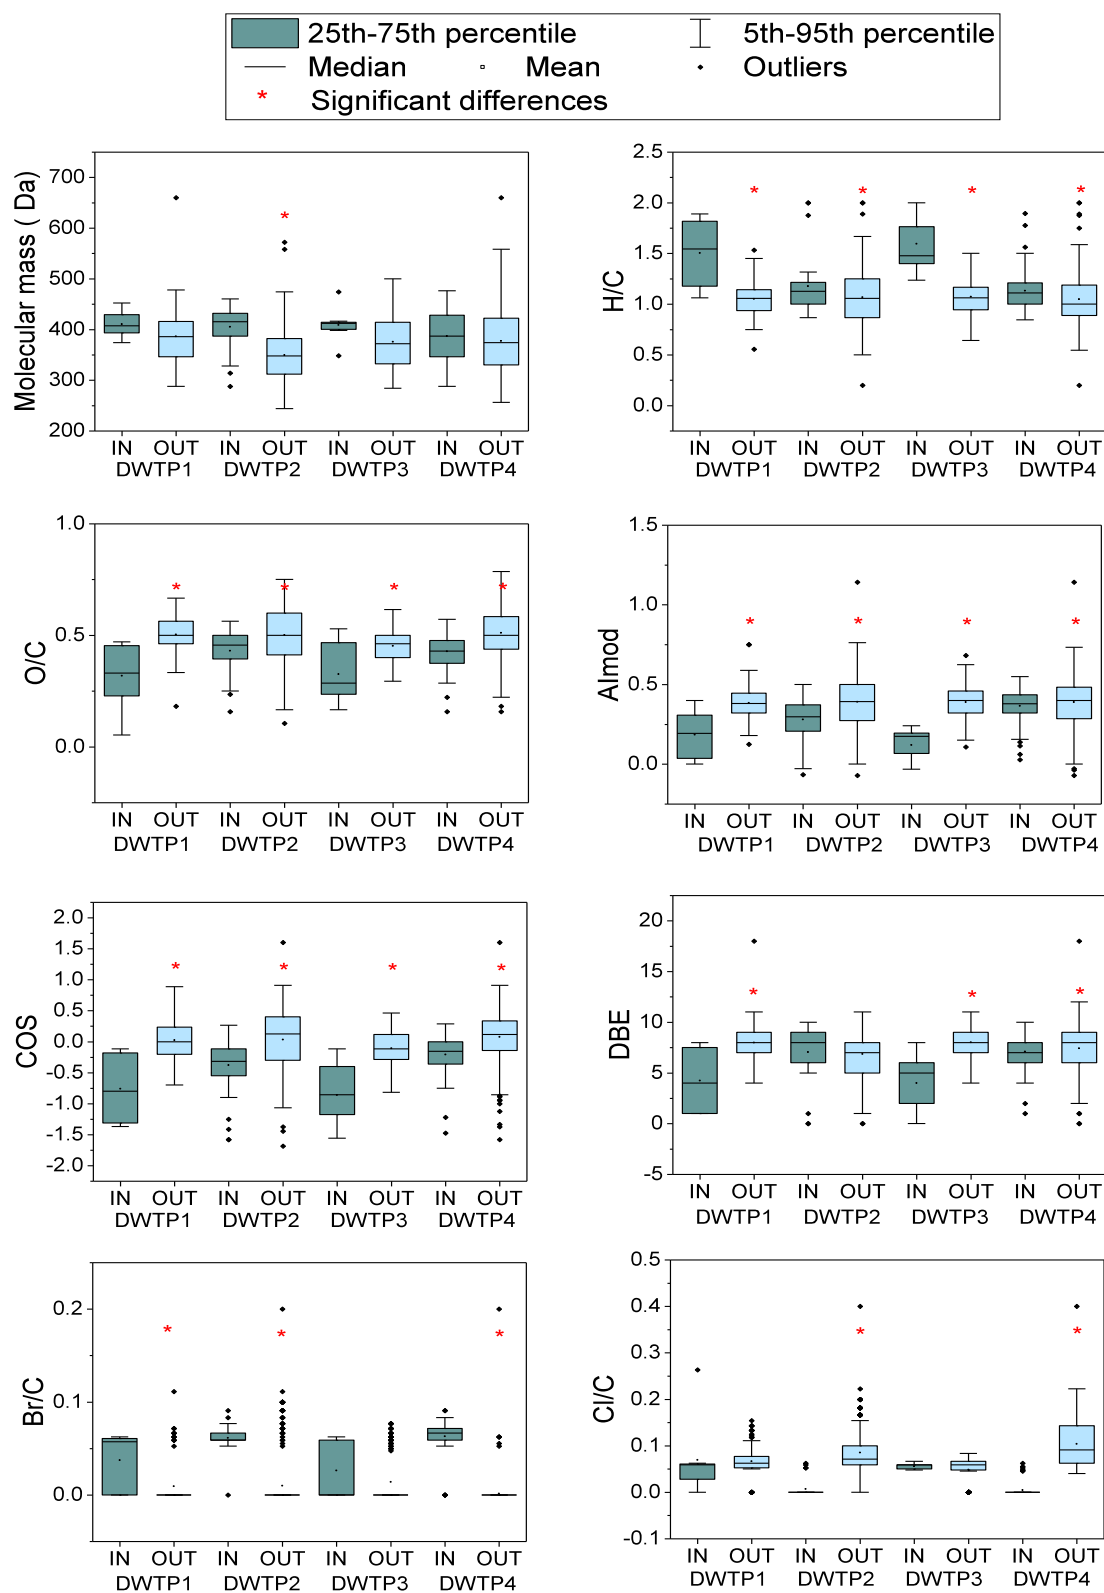 25th-75th percentile 5th-95th percentile
Median Mean Outliers
* Significant differences
Molecular mass ( Da)
700
600
500
400
300
200
*
IN OUT IN OUT IN OUT IN OUT
DWTP1 DWTP2 DWTP3 DWTP4
H/C
2.5
2.0
1.5
1.0
0.5
0.0
* * * *
IN OUT IN OUT IN OUT IN OUT
DWTP1 DWTP2 DWTP3 DWTP4
O/C
1.0
0.5
0.0
* * * *
IN OUT IN OUT IN OUT IN OUT
DWTP1 DWTP2 DWTP3 DWTP4
AImod
1.5
1.0
0.5
0.0
* * * *
IN OUT IN OUT IN OUT IN OUT
DWTP1 DWTP2 DWTP3 DWTP4
COS
2.0
1.5
1.0
0.5
0.0
-0.5
-1.0
-1.5
-2.0
* * * *
IN OUT IN OUT IN OUT IN OUT
DWTP1 DWTP2 DWTP3 DWTP4
DBE
20
15
10
5
0
-5
* * *
IN OUT IN OUT IN OUT IN OUT
DWTP1 DWTP2 DWTP3 DWTP4
Br/C
0.2
0.1
0.0
* * *
IN OUT IN OUT IN OUT IN OUT
DWTP1 DWTP2 DWTP3 DWTP4
Cl/C
0.5
0.4
0.3
0.2
0.1
0.0
-0.1
* *
IN OUT IN OUT IN OUT IN OUT
DWTP1 DWTP2 DWTP3 DWTP4